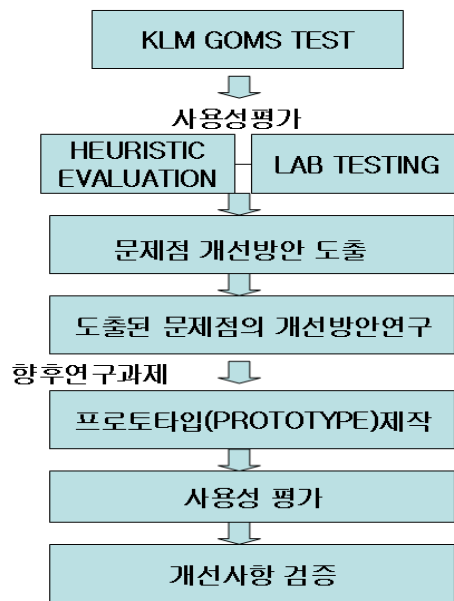 KLM GOMS TEST
사용성평가
HEURISTIC
EVALUATION
LAB TESTING
문제점 개선방안 도출
도출된 문제점의 개선방안연구
향후연구과제
프로토타입(PROTOTYPE)제작
사용성 평가
개선사항 검증